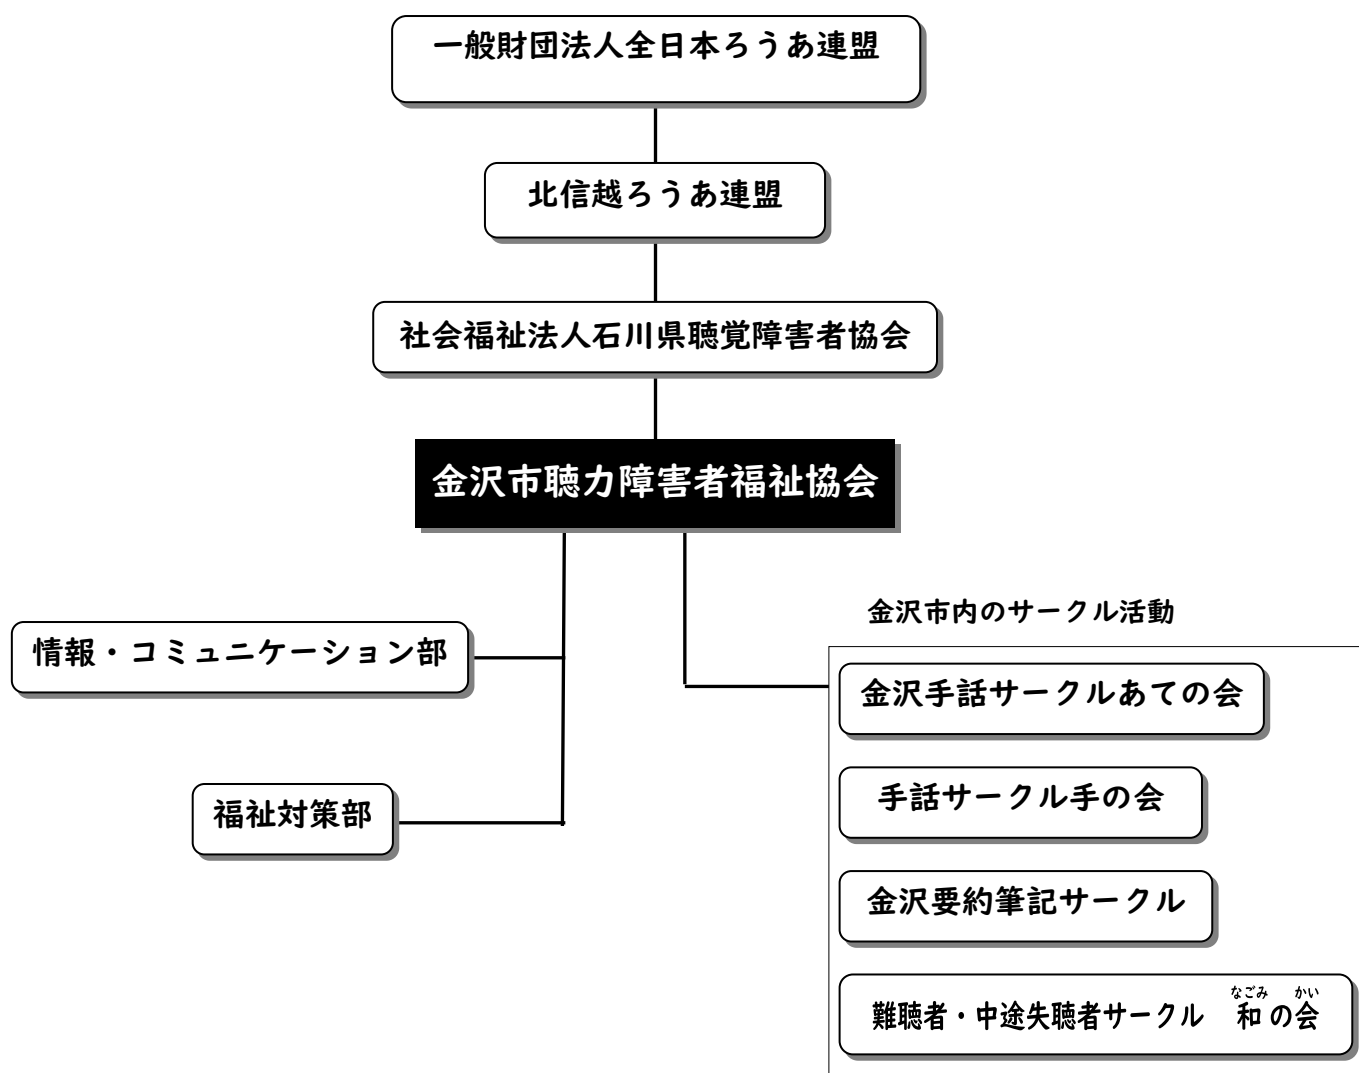 一般財団法人全日本ろうあ連盟
北信越ろうあ連盟
社会福祉法人石川県聴覚障害者協会
金沢市聴力障害者福祉協会
情報・コミュニケーション部
福祉対策部
金沢市内のサークル活動
金沢手話サークルあての会
手話サークル手の会
金沢要約筆記サークル
なごみ かい
難聴者・中途失聴者サークル 和の会